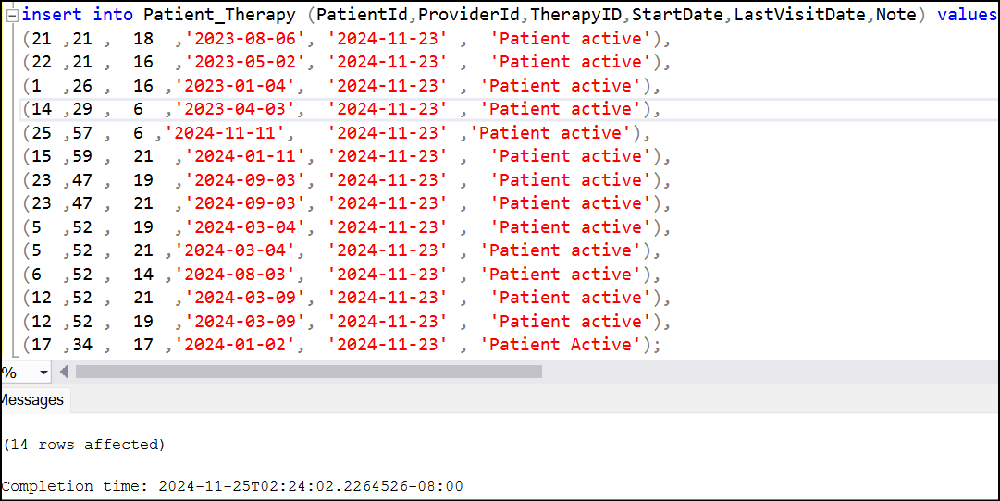 insert into Patient_Therapy (PatientId,ProviderId,TherapyID,StartDate,LastVisitDate,Note) values
(21 ,21 ,  18  ,'2023-08-06', '2024-11-23' ,  'Patient active'),
(22 ,21 ,  16  ,'2023-05-02', '2024-11-23' ,  'Patient active'),
(1  ,26 ,  16 ,'2023-01-04',  '2024-11-23' , 'Patient active'),
(14 ,29 ,  6  ,'2023-04-03',  '2024-11-23' , 'Patient active'),
(25 ,57 ,  6 ,'2024-11-11',   '2024-11-23' ,'Patient active'),
(15 ,59 ,  21  ,'2024-01-11', '2024-11-23' ,  'Patient active'),
(23 ,47 ,  19  ,'2024-09-03', '2024-11-23' ,  'Patient active'),
(23 ,47 ,  21  ,'2024-09-03', '2024-11-23' ,  'Patient active'),
(5  ,52 ,  19  ,'2024-03-04', '2024-11-23' ,  'Patient active'),
(5  ,52 ,  21 ,'2024-03-04',  '2024-11-23' , 'Patient active'),
(6  ,52 ,  14 ,'2024-08-03',  '2024-11-23' , 'Patient active'),
(12 ,52 ,  21  ,'2024-03-09', '2024-11-23' ,  'Patient active'),
(12 ,52 ,  19  ,'2024-03-09', '2024-11-23' ,  'Patient active'),
(17 ,34 ,  17 ,'2024-01-02',  '2024-11-23' , 'Patient Active');
%
Messages
(14 rows affected)
Completion time: 2024-11-25T02:24:02.2264526-08:00